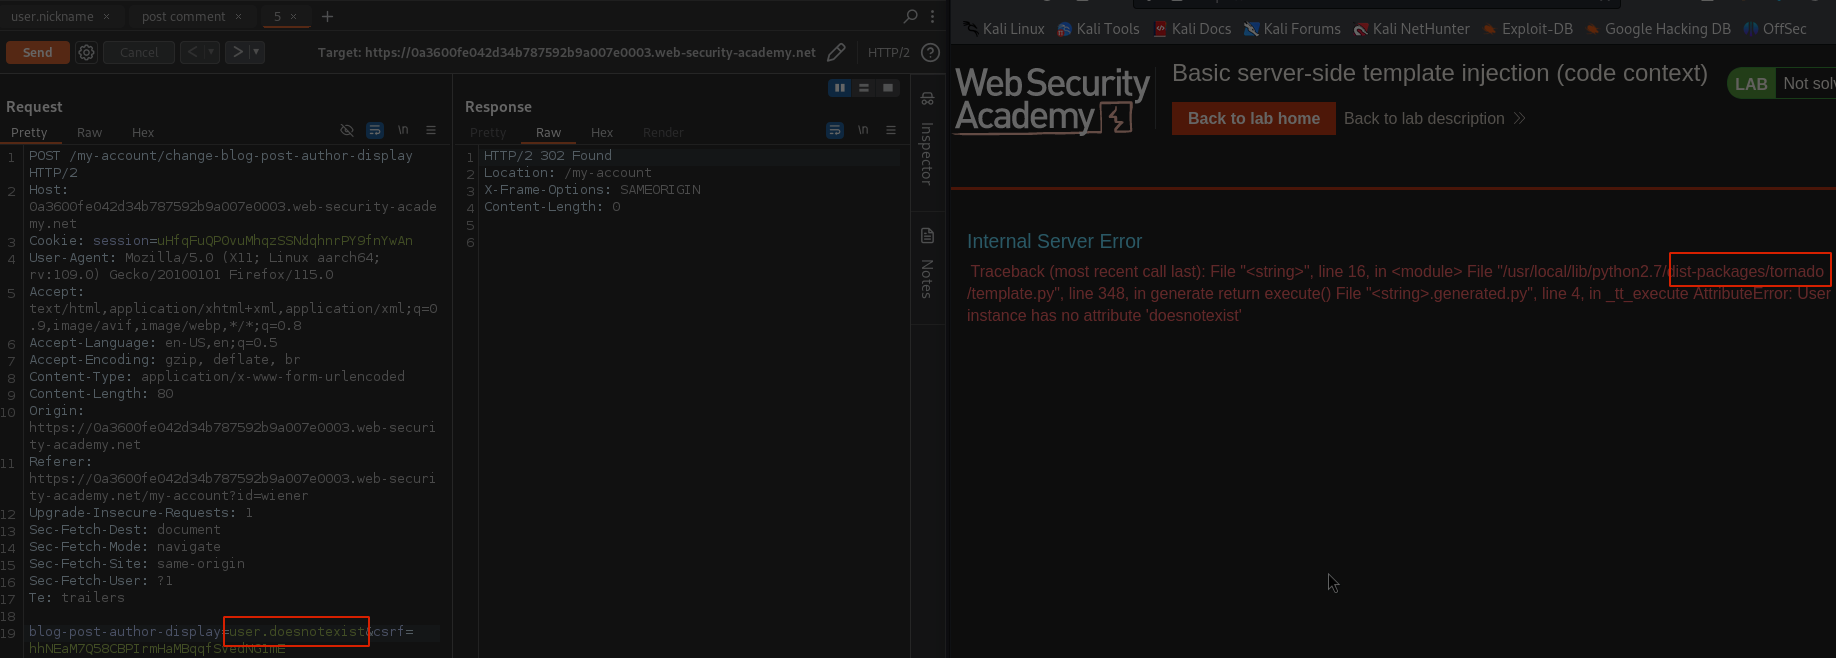 user.nickname × post comment × 5 × +
Send Cancel < > Target: https://0a3600fe042d34b787592b9a007e0003.web-security-academy.net HTTP/2 ?
Request
Pretty Raw Hex \n
1 POST /my-account/change-blog-post-author-display
HTTP/2
2 Host:
0a3600fe042d34b787592b9a007e0003.web-security-acade
my.net
3 Cookie: session=uHfqFuQPOvuMhqzSSNdqhnrPY9fnYwAn
4 User-Agent: Mozilla/5.0 (X11; Linux aarch64;
rv:109.0) Gecko/20100101 Firefox/115.0
5 Accept:
text/html,application/xhtml+xml,application/xml;q=0
.9,image/avif,image/webp,*/*;q=0.8
6 Accept-Language: en-US,en;q=0.5
7 Accept-Encoding: gzip, deflate, br
8 Content-Type: application/x-www-form-urlencoded
9 Content-Length: 80
10 Origin:
https://0a3600fe042d34b787592b9a007e0003.web-securi
ty-academy.net
11 Referer:
https://0a3600fe042d34b787592b9a007e0003.web-securi
ty-academy.net/my-account?id=wiener
12 Upgrade-Insecure-Requests: 1
13 Sec-Fetch-Dest: document
14 Sec-Fetch-Mode: navigate
15 Sec-Fetch-Site: same-origin
16 Sec-Fetch-User: ?1
17 Te: trailers
18
19 blog-post-author-display=user.doesnotexist&csrf=
hhNEaM7Q58CBPIrmHaMBqqfSVedNG1mE
Response
Pretty Raw Hex Render \n
1 HTTP/2 302 Found
2 Location: /my-account
3 X-Frame-Options: SAMEORIGIN
4 Content-Length: 0
5
6
Inspector
Notes
Kali Linux Kali Tools Kali Docs Kali Forums Kali NetHunter Exploit-DB Google Hacking DB OffSec
Web Security
Academy
Basic server-side template injection (code context)
LAB Not solv
Back to lab home Back to lab description
Internal Server Error
Traceback (most recent call last): File "<string>", line 16, in <module> File "/usr/local/lib/python2.7/dist-packages/tornado
/template.py", line 348, in generate return execute() File "<string>.generated.py", line 4, in _tt_execute AttributeError: User
instance has no attribute 'doesnotexist'